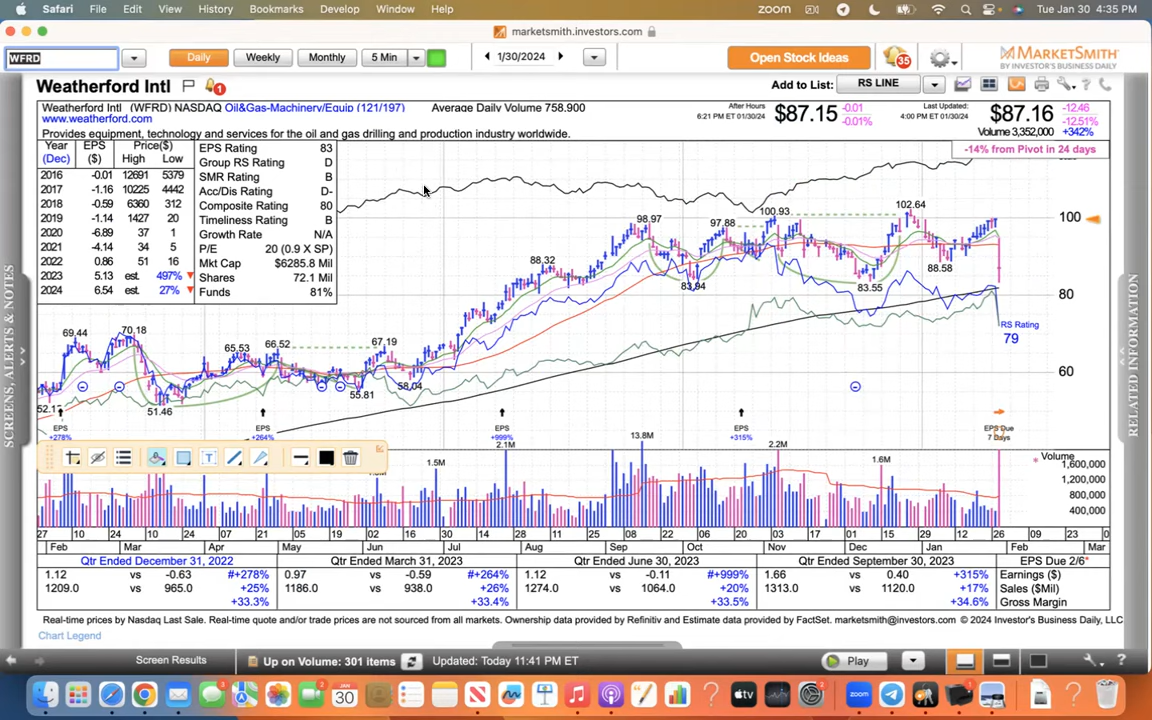 Safari File Edit View History Bookmarks Develop Window Help zoom Tue Jan 30 4:35 PM
marketsmith.investors.com
WFRD Daily Weekly Monthly 5 Min 1/30/2024 Open Stock Ideas 35 MARKETSMITH
BY INVESTOR'S BUSINESS DAILY
Weatherford Intl 1 Add to List: RS LINE
Weatherford Intl (WFRD) NASDAQ Oil&Gas-Machinery/Equip (121/197) Average Daily Volume 758,900
www.weatherford.com
Provides equipment, technology and services for the oil and gas drilling and production industry worldwide.
After Hours
6:21 PM ET 01/30/24
$87.15 -0.01
-0.01%
Last Updated:
4:00 PM ET 01/30/24
$87.16 -12.46
-12.51%
Volume 3,352,000 +342%
-14% from Pivot in 24 days
Year EPS Price($)
(Dec) ($) High Low
2016 -0.01 12691 5379
2017 -1.16 10225 4442
2018 -0.59 6360 312
2019 -1.14 1427 20
2020 -6.89 37 1
2021 -4.14 34 5
2022 0.86 51 16
2023 5.13 est. 497%
2024 6.54 est. 27%
EPS Rating 83
Group RS Rating D
SMR Rating B
Acc/Dis Rating D-
Composite Rating 80
Timeliness Rating B
Growth Rate N/A
P/E 20 (0.9 X SP)
Mkt Cap $6285.8 Mil
Shares 72.1 Mil
Funds 81%
98.97 97.88 100.93 102.64 100
88.32 83.94 83.55 88.58 80
RS Rating
79
69.44 70.18 65.53 66.52 67.19 60
51.46 55.81 58.04
EPS EPS EPS EPS EPS Due
+278% +264% +999% +315% 7 Days
T
1.5M 2.1M 13.8M 2.2M 1.6M
Volume
1,600,000
1,200,000
800,000
400,000
27 10 24 10 24 06 21 05 19 02 16 30 14 28 11 25 08 22 06 20 03 17 01 15 29 12 26 09 23 0
Feb Mar Apr May Jun Jul Aug Sep Oct Nov Dec Jan Feb Mar
Qtr Ended December 31, 2022 Qtr Ended March 31, 2023 Qtr Ended June 30, 2023 Qtr Ended September 30, 2023 EPS Due 2/6*
1.12 vs -0.63 #+278% 0.97 vs -0.59 #+264% 1.12 vs -0.11 #+999% 1.66 vs 0.40 +315% Earnings ($)
1209.0 vs 965.0 +25% 1186.0 vs 938.0 +26% 1274.0 vs 1064.0 +20% 1313.0 vs 1120.0 +17% Sales ($Mil)
+33.3% +33.4% +33.5% +34.6% Gross Margin
Real-time prices by Nasdaq Last Sale. Real-time quote and/or trade prices are not sourced from all markets. Ownership data provided by Refinitiv and Estimate data provided by FactSet. marketsmith@investors.com © 2024 Investor's Business Daily, LLC
Chart Legend
SCREENS, ALERTS & NOTES
RELATED INFORMATION
Screen Results Up on Volume: 301 items Updated: Today 11:41 PM ET Play
JAN
30
tv
zoom